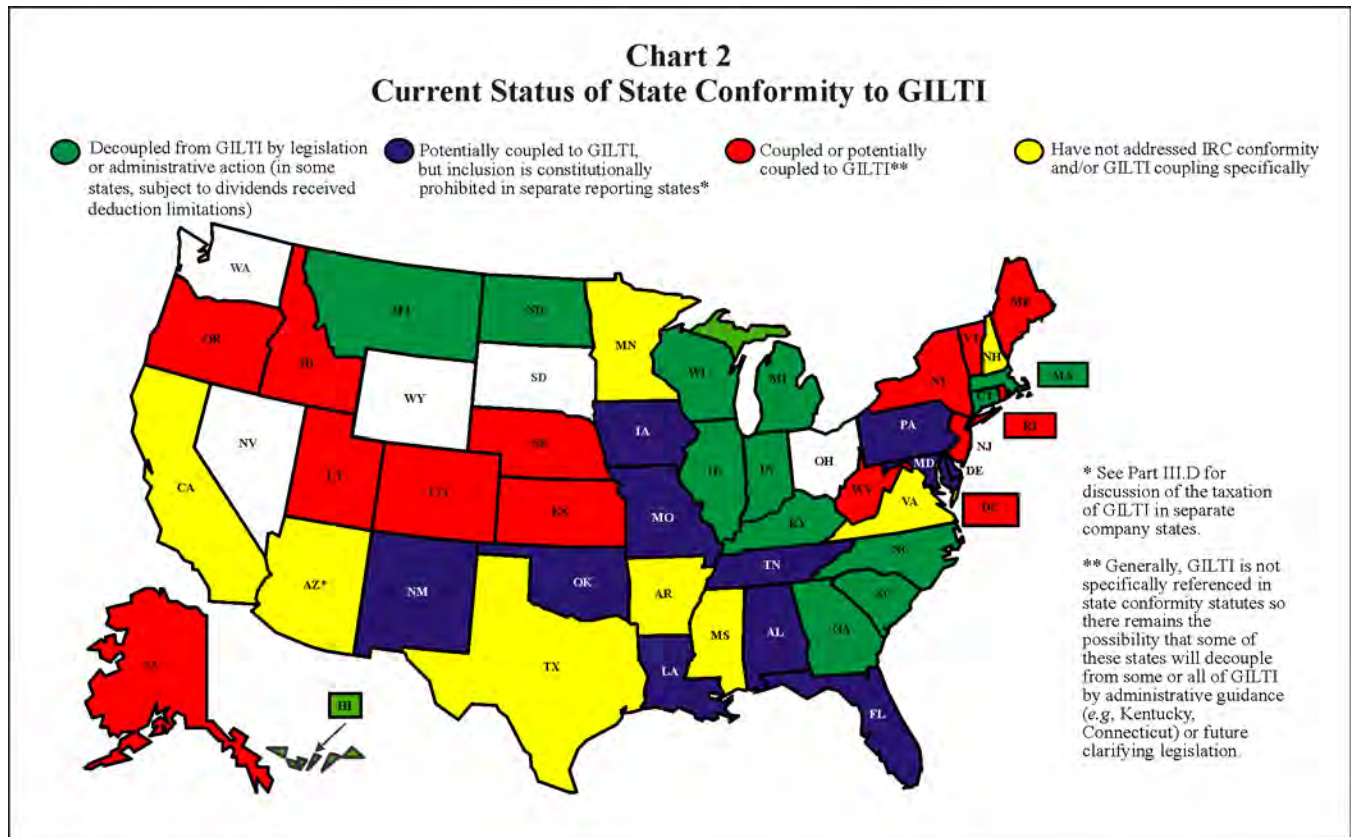 Chart 2
Current Status of State Conformity to GILTI
Decoupled from GILTI by legislation
or administrative action (in some
states, subject to dividends received
deduction limitations)
Potentially coupled to GILTI,
but inclusion is constitutionally
prohibited in separate reporting states*
Coupled or potentially
coupled to GILTI**
Have not addressed IRC conformity
and/or GILTI coupling specifically
WA
MT
ND
MN
ME
OR
ID
WI
MI
VT
NH
NY
MA
SD
WY
CT
RI
IA
PA
NE
NJ
NV
OH
IL
IN
MD
DE
UT
CO
CA
WV
VA
KS
MO
KY
DC
NC
TN
AZ*
NM
OK
AR
SC
MS
AL
GA
TX
LA
FL
AK
HI
* See Part III.D for
discussion of the taxation
of GILTI in separate
company states.
** Generally, GILTI is not
specifically referenced in
state conformity statutes so
there remains the
possibility that some of
these states will decouple
from some or all of GILTI
by administrative guidance
(e.g, Kentucky,
Connecticut) or future
clarifying legislation.